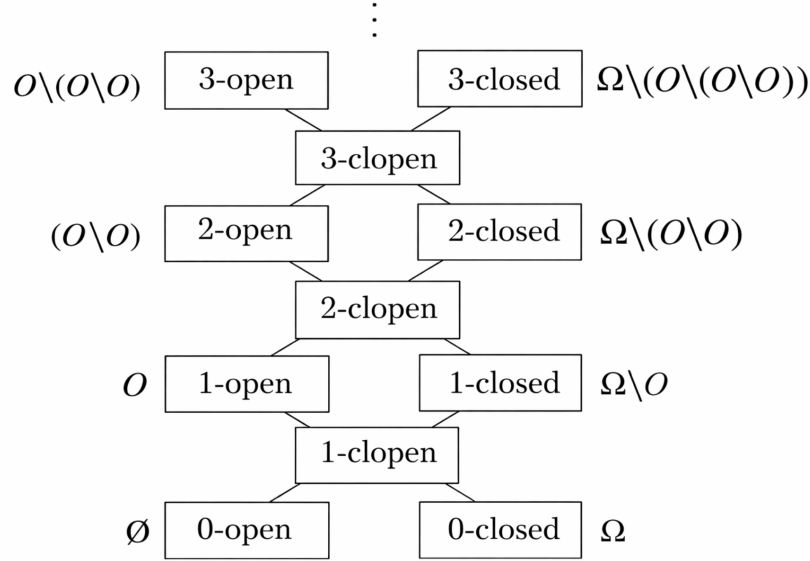 ⋮
O\(O\O) 3-open 3-closed Ω\(O\(O\O))
3-clopen
(O\O) 2-open 2-closed Ω\(O\O)
2-clopen
O 1-open 1-closed Ω\O
1-clopen
Ø 0-open 0-closed Ω